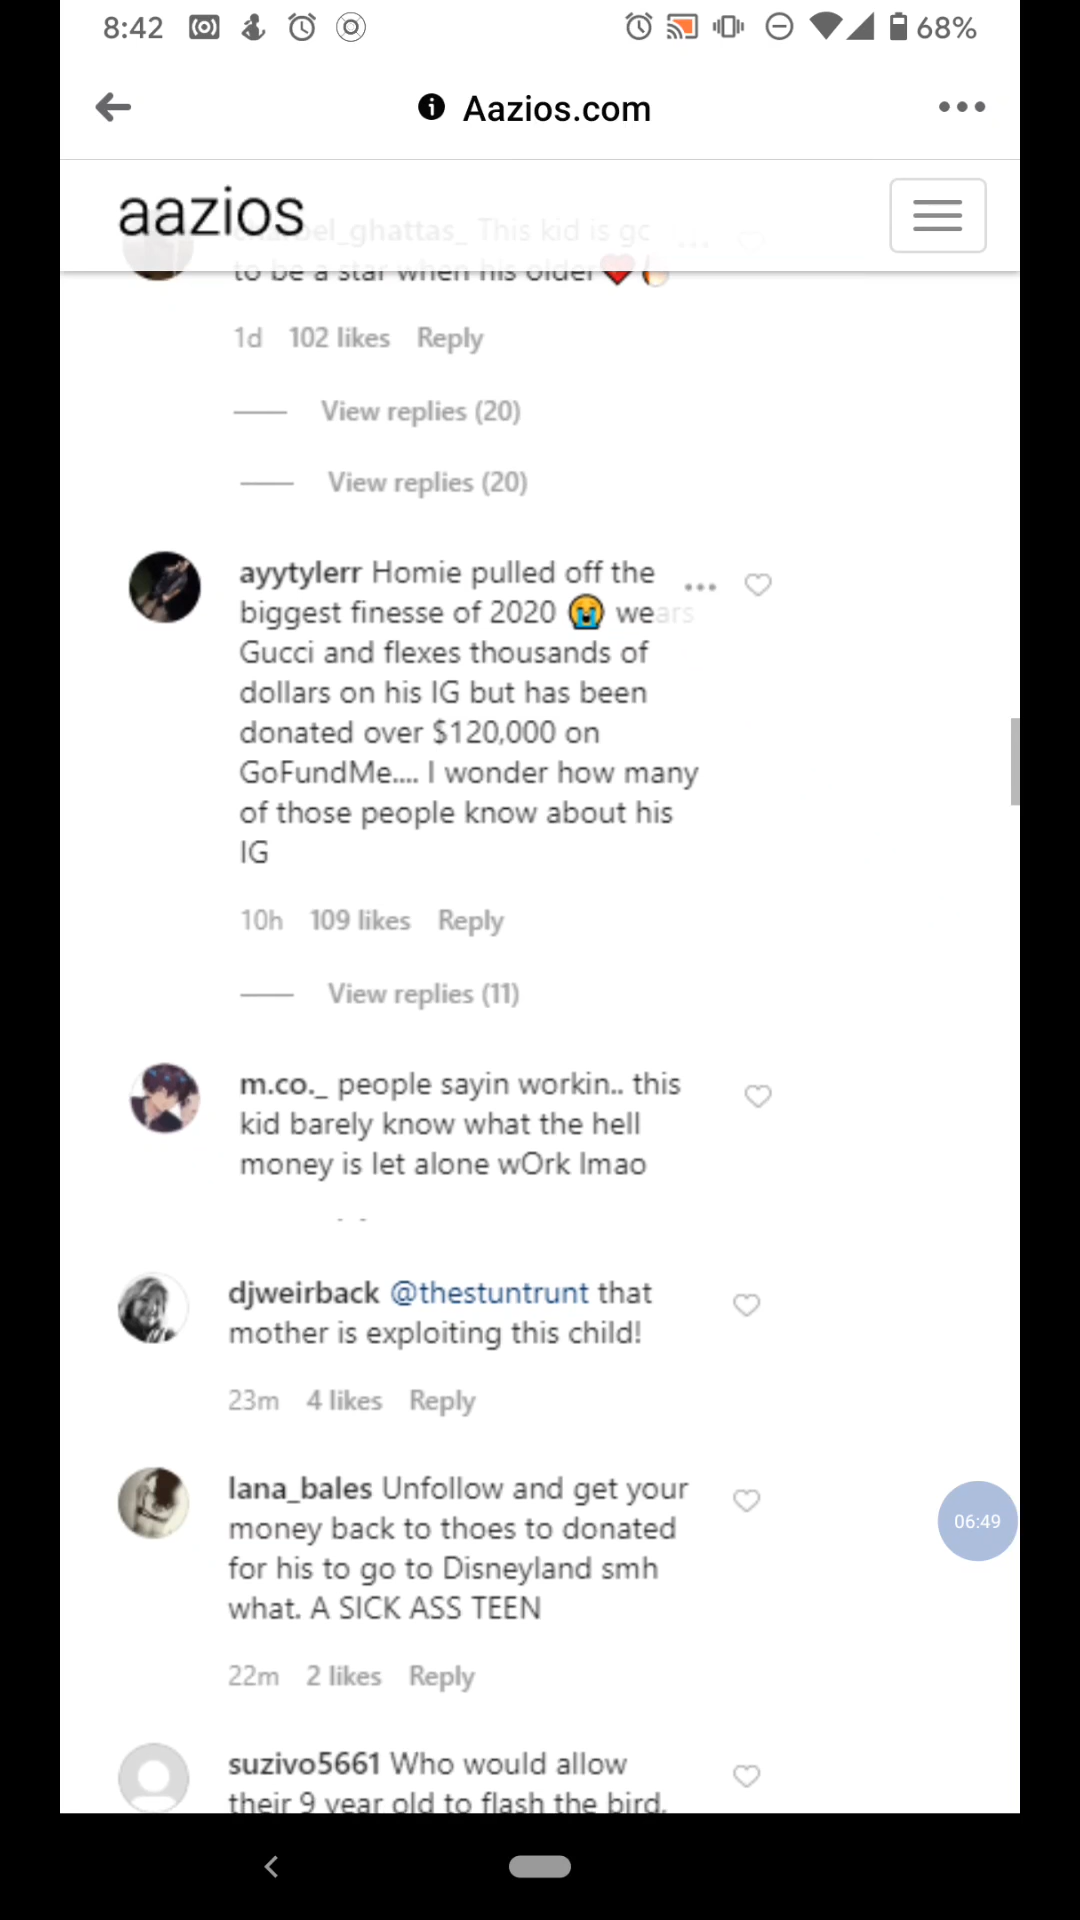 8:42
68%
Aazios.com
aazios
_ghattas_ This kid is
to be a star when his older❤
1d 102 likes Reply
View replies (20)
View replies (20)
ayytylerr Homie pulled off the
biggest finesse of 2020 😭 wears
Gucci and flexes thousands of
dollars on his IG but has been
donated over $120,000 on
GoFundMe.... I wonder how many
of those people know about his
IG
10h 109 likes Reply
View replies (11)
m.co._ people sayin workin.. this
kid barely know what the hell
money is let alone wOrk lmao
djweirback @thestuntrunt that
mother is exploiting this child!
23m 4 likes Reply
lana_bales Unfollow and get your
money back to thoes to donated
for his to go to Disneyland smh
what. A SICK ASS TEEN
22m 2 likes Reply
06:49
suzivo5661 Who would allow
their 9 year old to flash the bird,